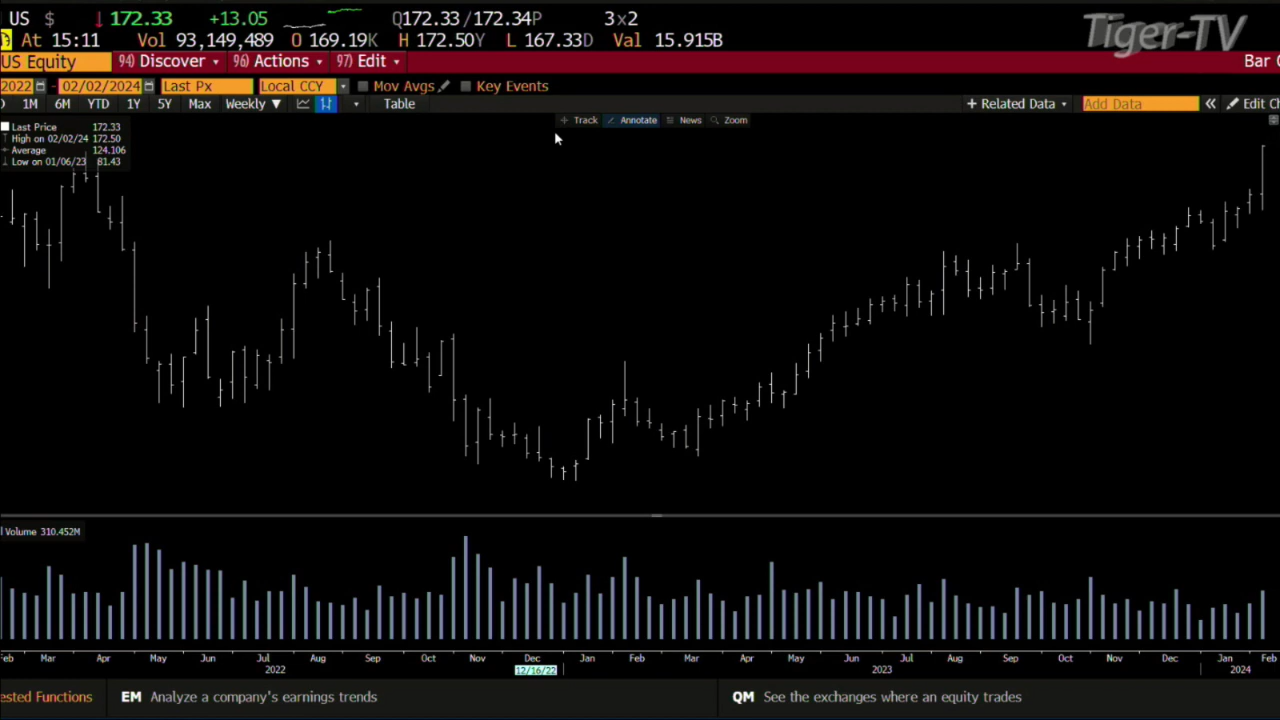 US $ ↓172.33 +13.05 Q172.33/172.34P 3x2
At 15:11 Vol 93,149,489 O 169.19K H 172.50Y L 167.33D Val 15.915B
Tiger-TV
US Equity 94) Discover 96) Actions 97) Edit Bar
2022 - 02/02/2024 Last Px Local CCY Mov Avgs Key Events
1M 6M YTD 1Y 5Y Max Weekly ▼ Table + Related Data Add Data « Edit Ch
Track Annotate News Zoom
Last Price 172.33
High on 02/02/24 172.50
Average 124.106
Low on 01/06/23 81.43
Volume 310.452M
Feb Mar Apr May Jun Jul Aug Sep Oct Nov Dec Jan Feb Mar Apr May Jun Jul Aug Sep Oct Nov Dec Jan Feb
2022 12/16/22 2023 2024
ested Functions EM Analyze a company's earnings trends QM See the exchanges where an equity trades